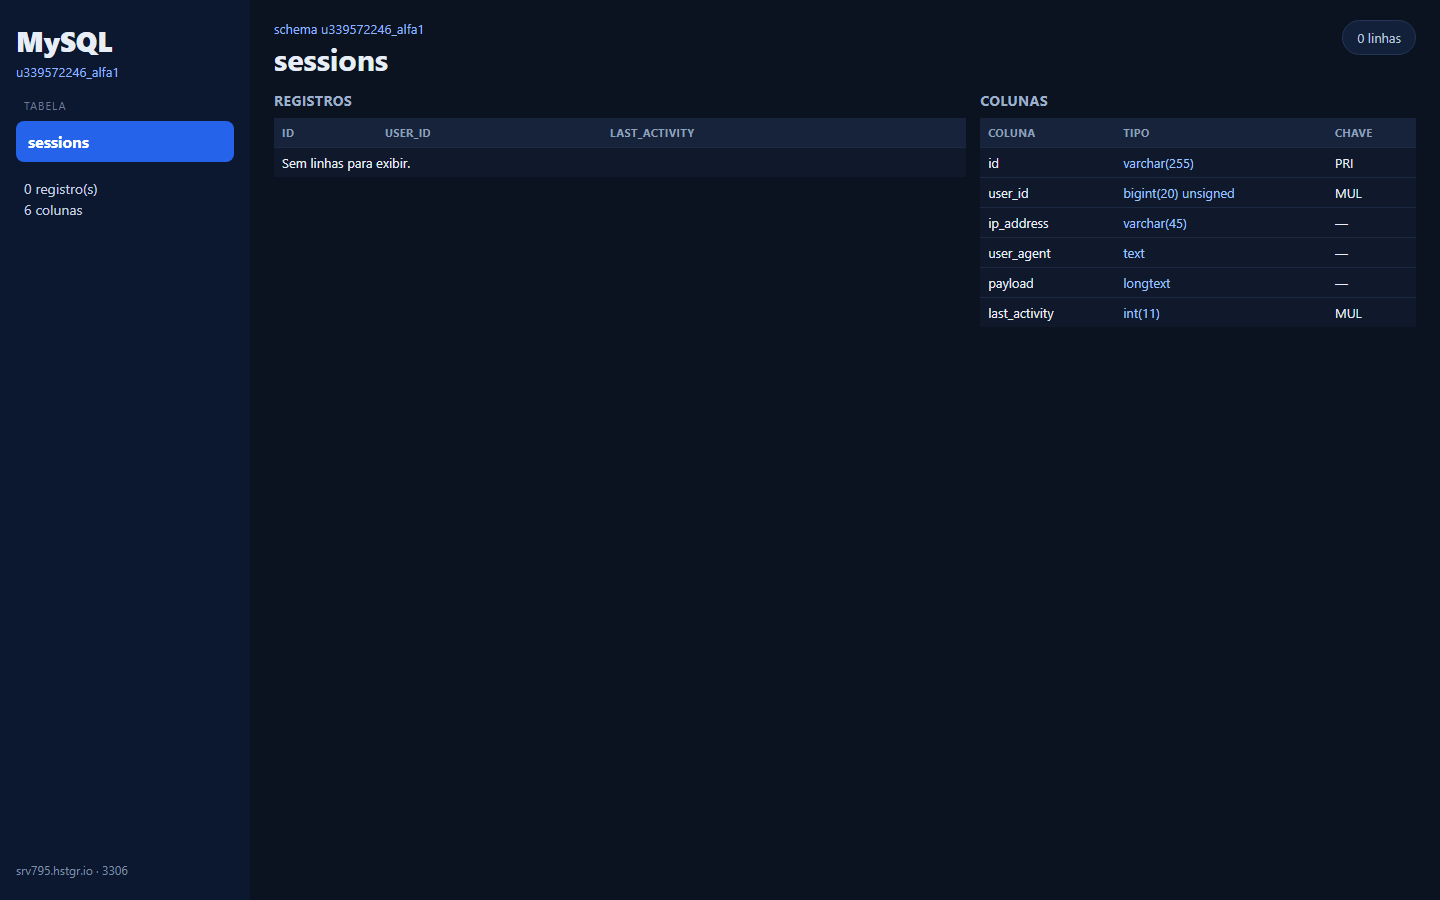 MySQL
u339572246_alfa1
TABELA
sessions
0 registro(s)
6 colunas
srv795.hstgr.io · 3306
schema u339572246_alfa1
sessions
0 linhas
REGISTROS
ID USER_ID LAST_ACTIVITY
Sem linhas para exibir.
COLUNAS
COLUNA TIPO CHAVE
id varchar(255) PRI
user_id bigint(20) unsigned MUL
ip_address varchar(45) —
user_agent text —
payload longtext —
last_activity int(11) MUL